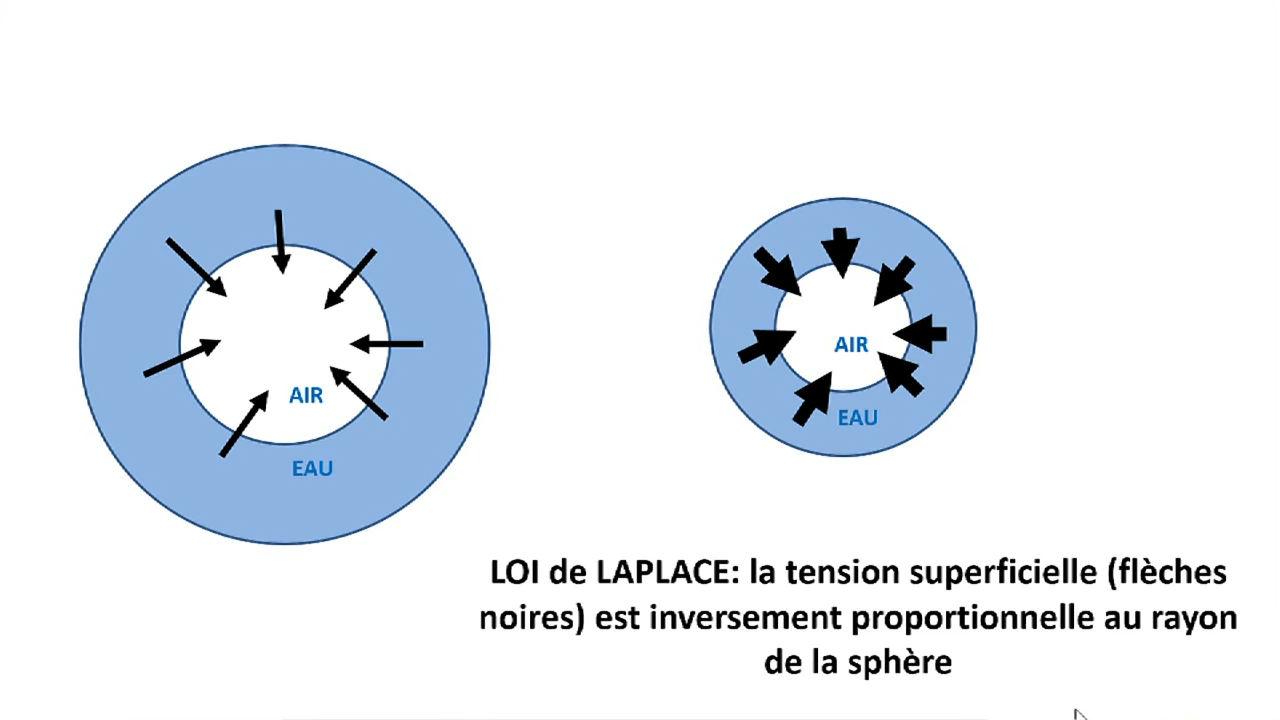 AIR
EAU
AIR
EAU
LOI de LAPLACE: la tension superficielle (flèches
noires) est inversement proportionnelle au rayon
de la sphère